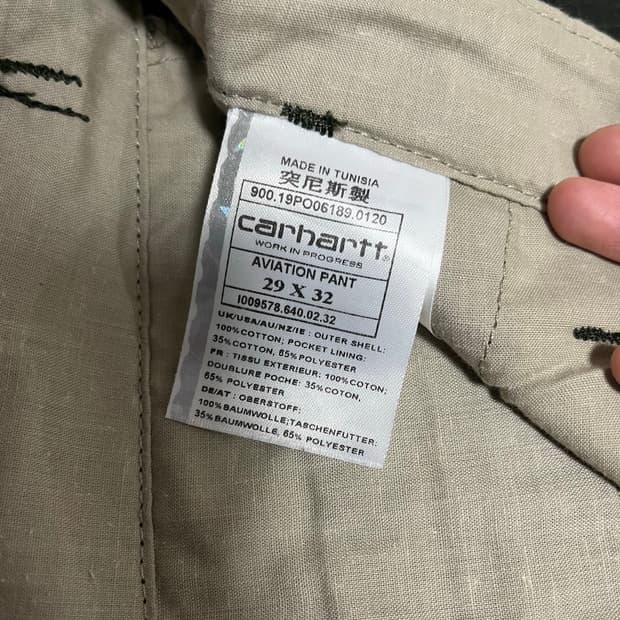 MADE IN TUNISIA
突尼斯製
900.19PO06189.0120
carhartt®
WORK IN PROGRESS
AVIATION PANT
29 X 32
I009578.640.02.32
UK/USA/AU/NZ/IE : OUTER SHELL:
100%COTTON; POCKET LINING:
35%COTTON, 65% POLYESTER
FR : TISSU EXTERIEUR: 100%COTON;
DOUBLURE POCHE: 35%COTON,
65% POLYESTER
DE/AT : OBERSTOFF:
100%BAUMWOLLE;TASCHENFUTTER:
35%BAUMWOLLE, 65% POLYESTER